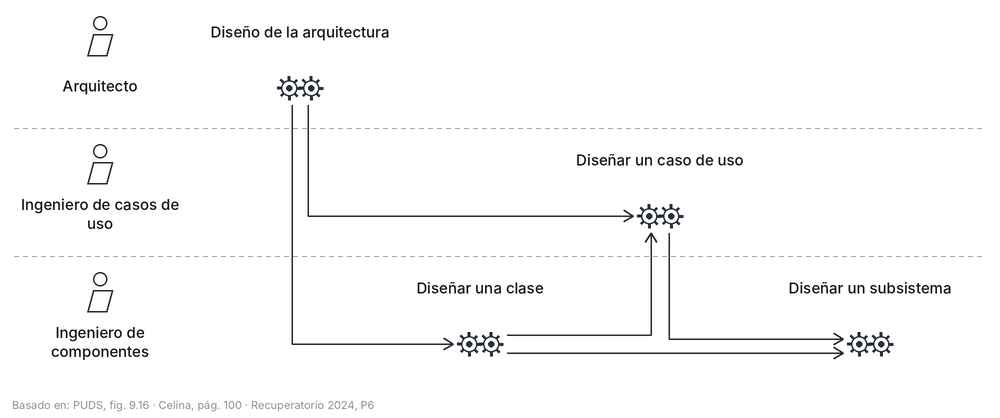 Diseño de la arquitectura
Arquitecto
Diseñar un caso de uso
Ingeniero de casos de
uso
Diseñar una clase
Diseñar un subsistema
Ingeniero de
componentes
Basado en: PUDS, fig. 9.16 · Celina, pág. 100 · Recuperatorio 2024, P6